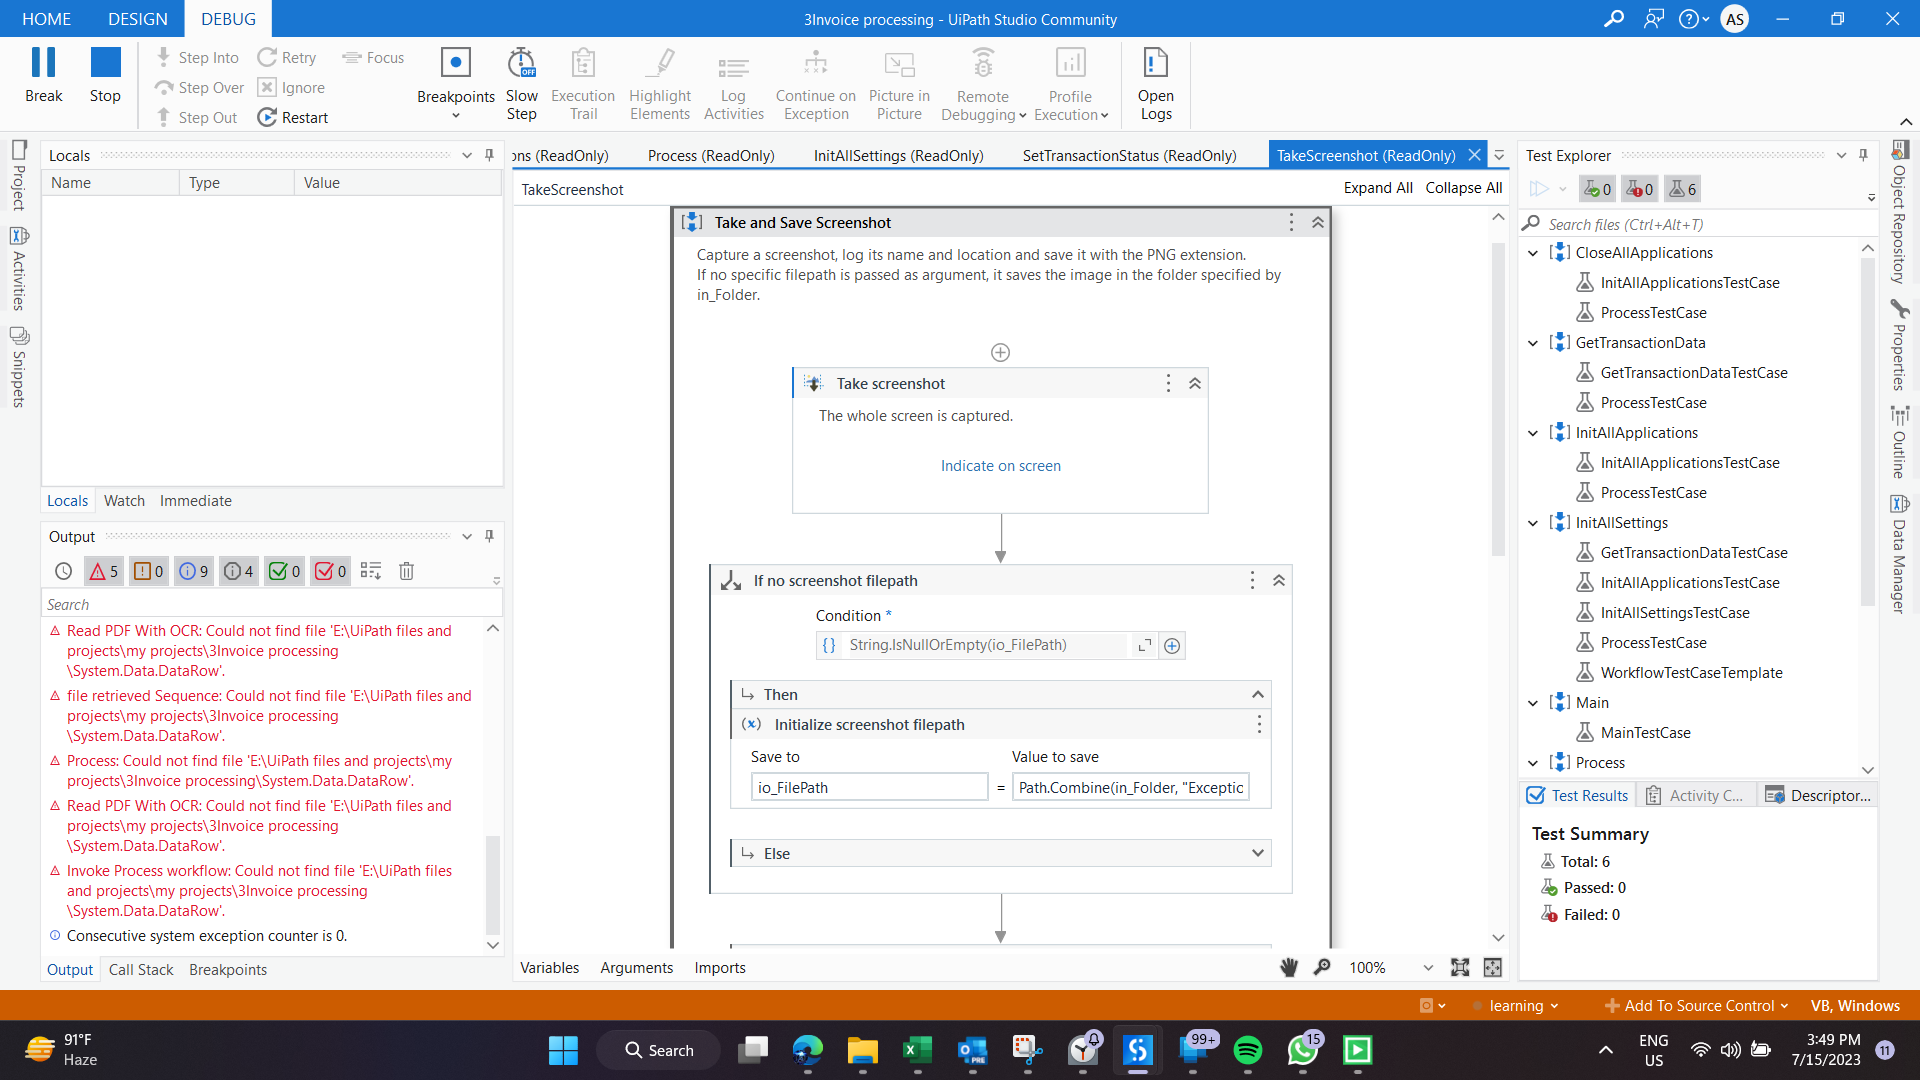 HOME
DESIGN
DEBUG
3Invoice processing - UiPath Studio Community
AS
Break
Stop
Step Into
Step Over
Step Out
Retry
Ignore
Restart
Focus
Breakpoints
Slow
Step
OFF
Execution
Trail
Highlight
Elements
Log
Activities
Continue on
Exception
Picture in
Picture
Remote
Debugging
Profile
Execution
Open
Logs
Project
Activities
Snippets
Locals
Name
Type
Value
Locals
Watch
Immediate
Output
5
0
9
4
0
0
Search
Read PDF With OCR: Could not find file 'E:\UiPath files and
projects\my projects\3Invoice processing
\System.Data.DataRow'.
file retrieved Sequence: Could not find file 'E:\UiPath files and
projects\my projects\3Invoice processing
\System.Data.DataRow'.
Process: Could not find file 'E:\UiPath files and projects\my
projects\3Invoice processing\System.Data.DataRow'.
Read PDF With OCR: Could not find file 'E:\UiPath files and
projects\my projects\3Invoice processing
\System.Data.DataRow'.
Invoke Process workflow: Could not find file 'E:\UiPath files
and projects\my projects\3Invoice processing
\System.Data.DataRow'.
Consecutive system exception counter is 0.
Output
Call Stack
Breakpoints
ons (ReadOnly)
Process (ReadOnly)
InitAllSettings (ReadOnly)
SetTransactionStatus (ReadOnly)
TakeScreenshot (ReadOnly)
TakeScreenshot
Expand All
Collapse All
Take and Save Screenshot
Capture a screenshot, log its name and location and save it with the PNG extension.
If no specific filepath is passed as argument, it saves the image in the folder specified by
in_Folder.
Take screenshot
The whole screen is captured.
Indicate on screen
If no screenshot filepath
Condition *
String.IsNullOrEmpty(io_FilePath)
Then
Initialize screenshot filepath
Save to
Value to save
io_FilePath
=
Path.Combine(in_Folder, "Exceptio
Else
Variables
Arguments
Imports
100%
Test Explorer
0
0
6
Search files (Ctrl+Alt+T)
CloseAllApplications
InitAllApplicationsTestCase
ProcessTestCase
GetTransactionData
GetTransactionDataTestCase
ProcessTestCase
InitAllApplications
InitAllApplicationsTestCase
ProcessTestCase
InitAllSettings
GetTransactionDataTestCase
InitAllApplicationsTestCase
InitAllSettingsTestCase
ProcessTestCase
WorkflowTestCaseTemplate
Main
MainTestCase
Process
Test Results
Activity C...
Descriptor...
Test Summary
Total: 6
Passed: 0
Failed: 0
Object Repository
Properties
Outline
Data Manager
learning
Add To Source Control
VB, Windows
91°F
Haze
Search
PRE
99+
15
ENG
US
3:49 PM
7/15/2023
11